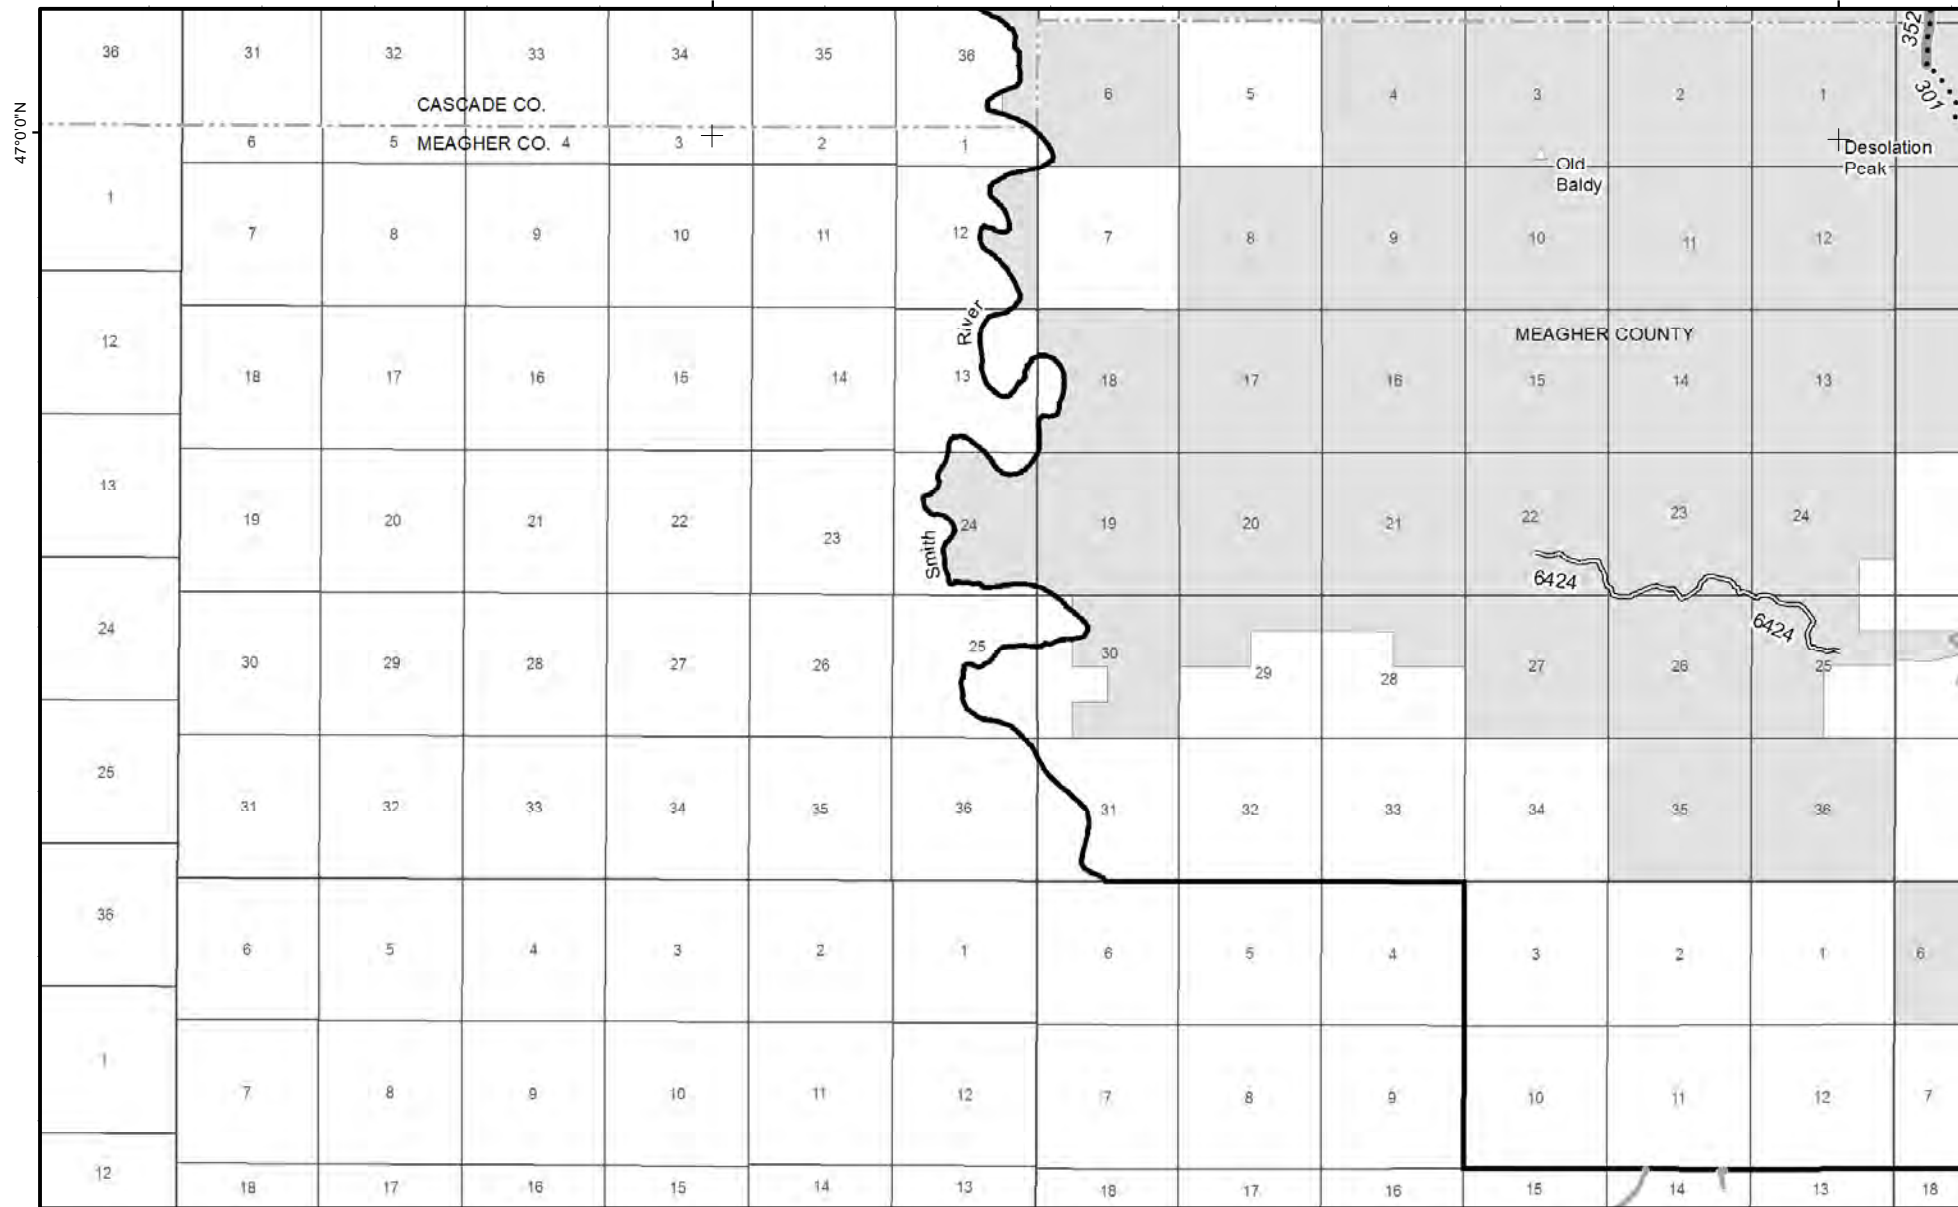 352
36 31 32 33 34 35 36
6 5 4 3 2 1
301
CASCADE CO.
47°0'0"N
6 5 MEAGHER CO. 4 3 2 1
Desolation
Peak
Old
Baldy
1
7 8 9 10 11 12 7 8 9 10 11 12
River
MEAGHER COUNTY
12
18 17 16 15 14 13 18 17 16 15 14 13
13
19 20 21 22 23 24 19 20 21 22 23 24
Smith
6424
6424
24
30 29 28 27 26 25 30 29 28 27 26 25
25
31 32 33 34 35 36 31 32 33 34 35 36
36
6 5 4 3 2 1 6 5 4 3 2 1 6
1
7 8 9 10 11 12 7 8 9 10 11 12 7
12
18 17 16 15 14 13 18 17 16 15 14 13 18